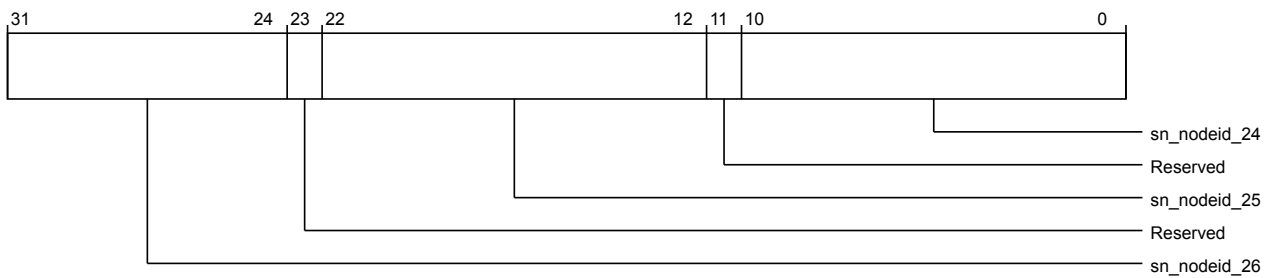 31 24 23 22 12 11 10 0
sn_nodeid_24
Reserved
sn_nodeid_25
Reserved
sn_nodeid_26